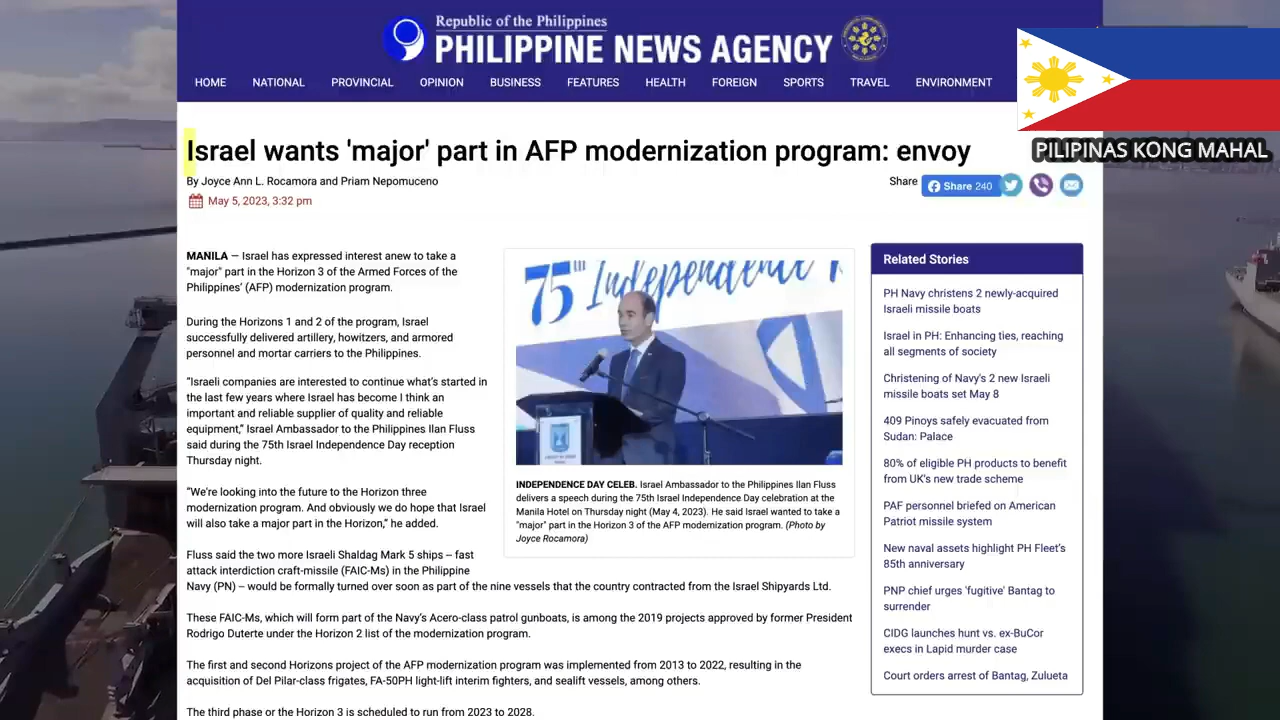 Republic of the Philippines
PHILIPPINE NEWS AGENCY
HOME NATIONAL PROVINCIAL OPINION BUSINESS FEATURES HEALTH FOREIGN SPORTS TRAVEL ENVIRONMENT
PILIPINAS KONG MAHAL
Israel wants 'major' part in AFP modernization program: envoy
By Joyce Ann L. Rocamora and Priam Nepomuceno
May 5, 2023, 3:32 pm
Share
Share 240
MANILA – Israel has expressed interest anew to take a
"major" part in the Horizon 3 of the Armed Forces of the
Philippines' (AFP) modernization program.
During the Horizons 1 and 2 of the program, Israel
successfully delivered artillery, howitzers, and armored
personnel and mortar carriers to the Philippines.
"Israeli companies are interested to continue what's started in
the last few years where Israel has become I think an
important and reliable supplier of quality and reliable
equipment," Israel Ambassador to the Philippines Ilan Fluss
said during the 75th Israel Independence Day reception
Thursday night.
"We're looking into the future to the Horizon three
modernization program. And obviously we do hope that Israel
will also take a major part in the Horizon," he added.
Fluss said the two more Israeli Shaldag Mark 5 ships – fast
attack interdiction craft-missile (FAIC-Ms) in the Philippine
Navy (PN) – would be formally turned over soon as part of the nine vessels that the country contracted from the Israel Shipyards Ltd.
These FAIC-Ms, which will form part of the Navy's Acero-class patrol gunboats, is among the 2019 projects approved by former President
Rodrigo Duterte under the Horizon 2 list of the modernization program.
The first and second Horizons project of the AFP modernization program was implemented from 2013 to 2022, resulting in the
acquisition of Del Pilar-class frigates, FA-50PH light-lift interim fighters, and sealift vessels, among others.
The third phase or the Horizon 3 is scheduled to run from 2023 to 2028.
75th Independence
INDEPENDENCE DAY CELEB. Israel Ambassador to the Philippines Ilan Fluss
delivers a speech during the 75th Israel Independence Day celebration at the
Manila Hotel on Thursday night (May 4, 2023). He said Israel wanted to take a
"major" part in the Horizon 3 of the AFP modernization program. (Photo by
Joyce Rocamora)
Related Stories
PH Navy christens 2 newly-acquired
Israeli missile boats
Israel in PH: Enhancing ties, reaching
all segments of society
Christening of Navy's 2 new Israeli
missile boats set May 8
409 Pinoys safely evacuated from
Sudan: Palace
80% of eligible PH products to benefit
from UK's new trade scheme
PAF personnel briefed on American
Patriot missile system
New naval assets highlight PH Fleet's
85th anniversary
PNP chief urges 'fugitive' Bantag to
surrender
CIDG launches hunt vs. ex-BuCor
execs in Lapid murder case
Court orders arrest of Bantag, Zulueta